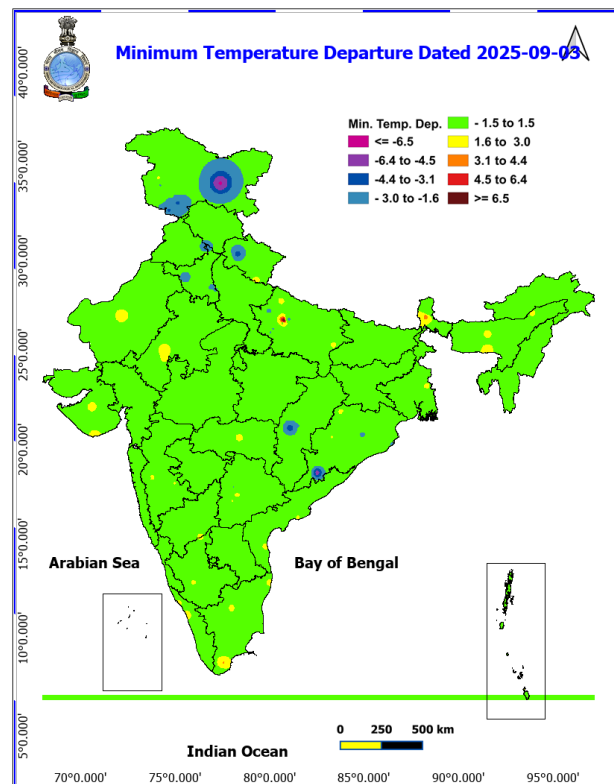 Minimum Temperature Departure Dated 2025-09-03
Min. Temp. Dep.
<= -6.5
-6.4 to -4.5
-4.4 to -3.1
- 3.0 to -1.6
- 1.5 to 1.5
1.6 to 3.0
3.1 to 4.4
4.5 to 6.4
>= 6.5
40°0.000'
35°0.000'
30°0.000'
25°0.000'
20°0.000'
15°0.000'
10°0.000'
5°0.000'
Arabian Sea
Bay of Bengal
0 250 500 km
Indian Ocean
70°0.000' 75°0.000' 80°0.000' 85°0.000' 90°0.000' 95°0.000'